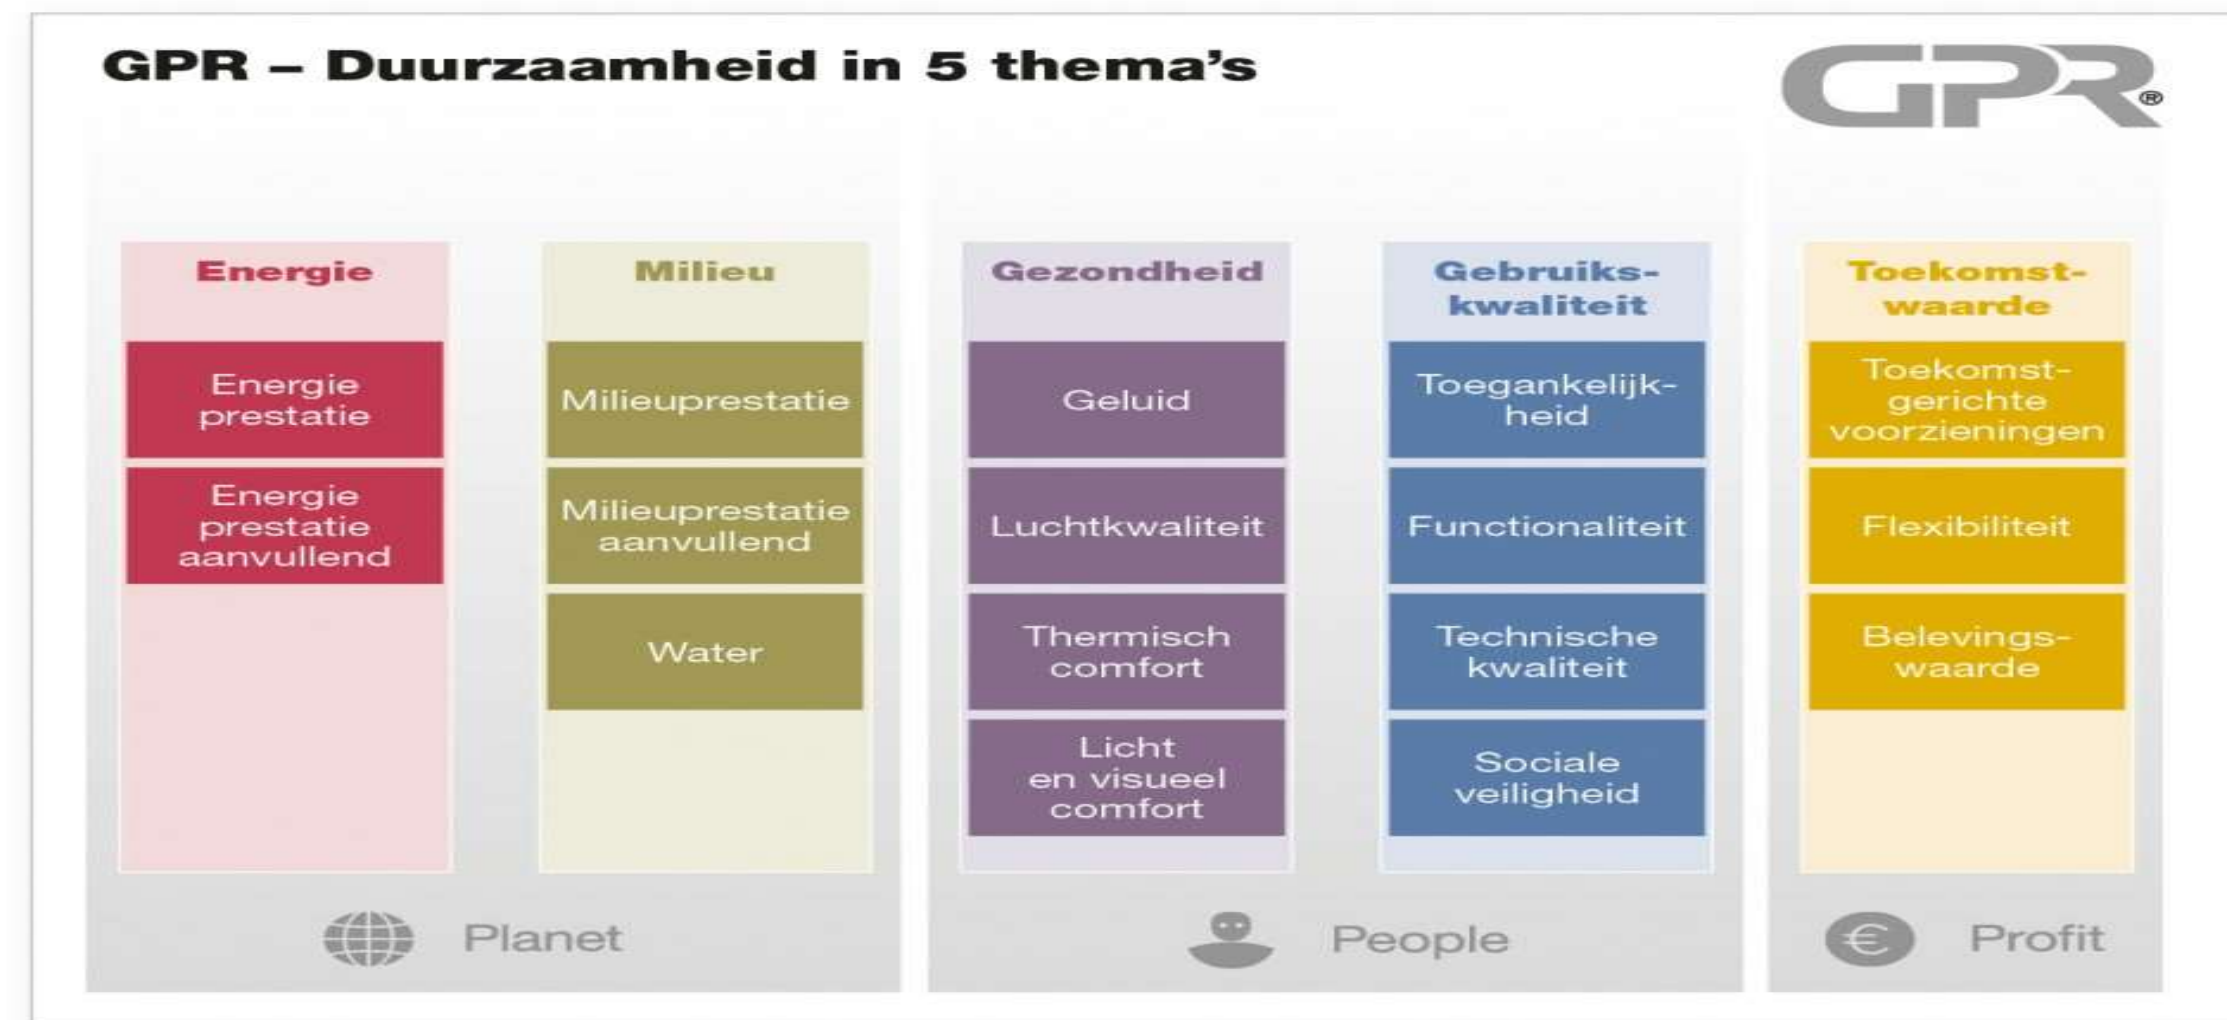 GPR – Duurzaamheid in 5 thema's
GPR®
Energie
Energie
prestatie
Energie
prestatie
aanvullend
Milieu
Milieuprestatie
Milieuprestatie
aanvullend
Water
Planet
Gezondheid
Geluid
Luchtkwaliteit
Thermisch
comfort
Licht
en visueel
comfort
Gebruiks-
kwaliteit
Toegankelijk-
heid
Functionaliteit
Technische
kwaliteit
Sociale
veiligheid
People
Toekomst-
waarde
Toekomst-
gerichte
voorzieningen
Flexibiliteit
Belevings-
waarde
€ Profit